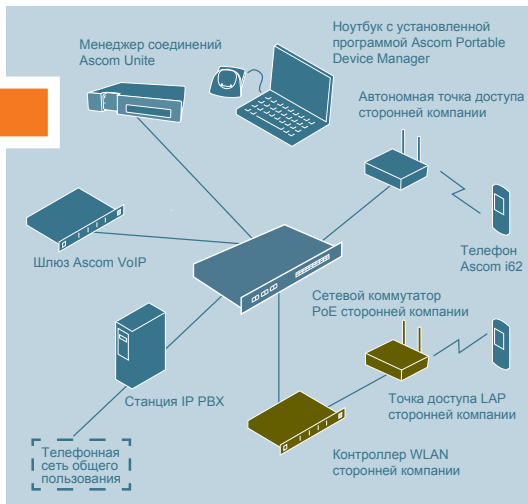 Менеджер соединений
Ascom Unite
Ноутбук с установленной
программой Ascom Portable
Device Manager
Автономная точка доступа
сторонней компании
Шлюз Ascom VoIP
Телефон
Ascom i62
Сетевой коммутатор
PoE сторонней компании
Станция IP PBX
Точка доступа LAP
сторонней компании
Телефонная
сеть общего
пользования
Контроллер WLAN
сторонней компании